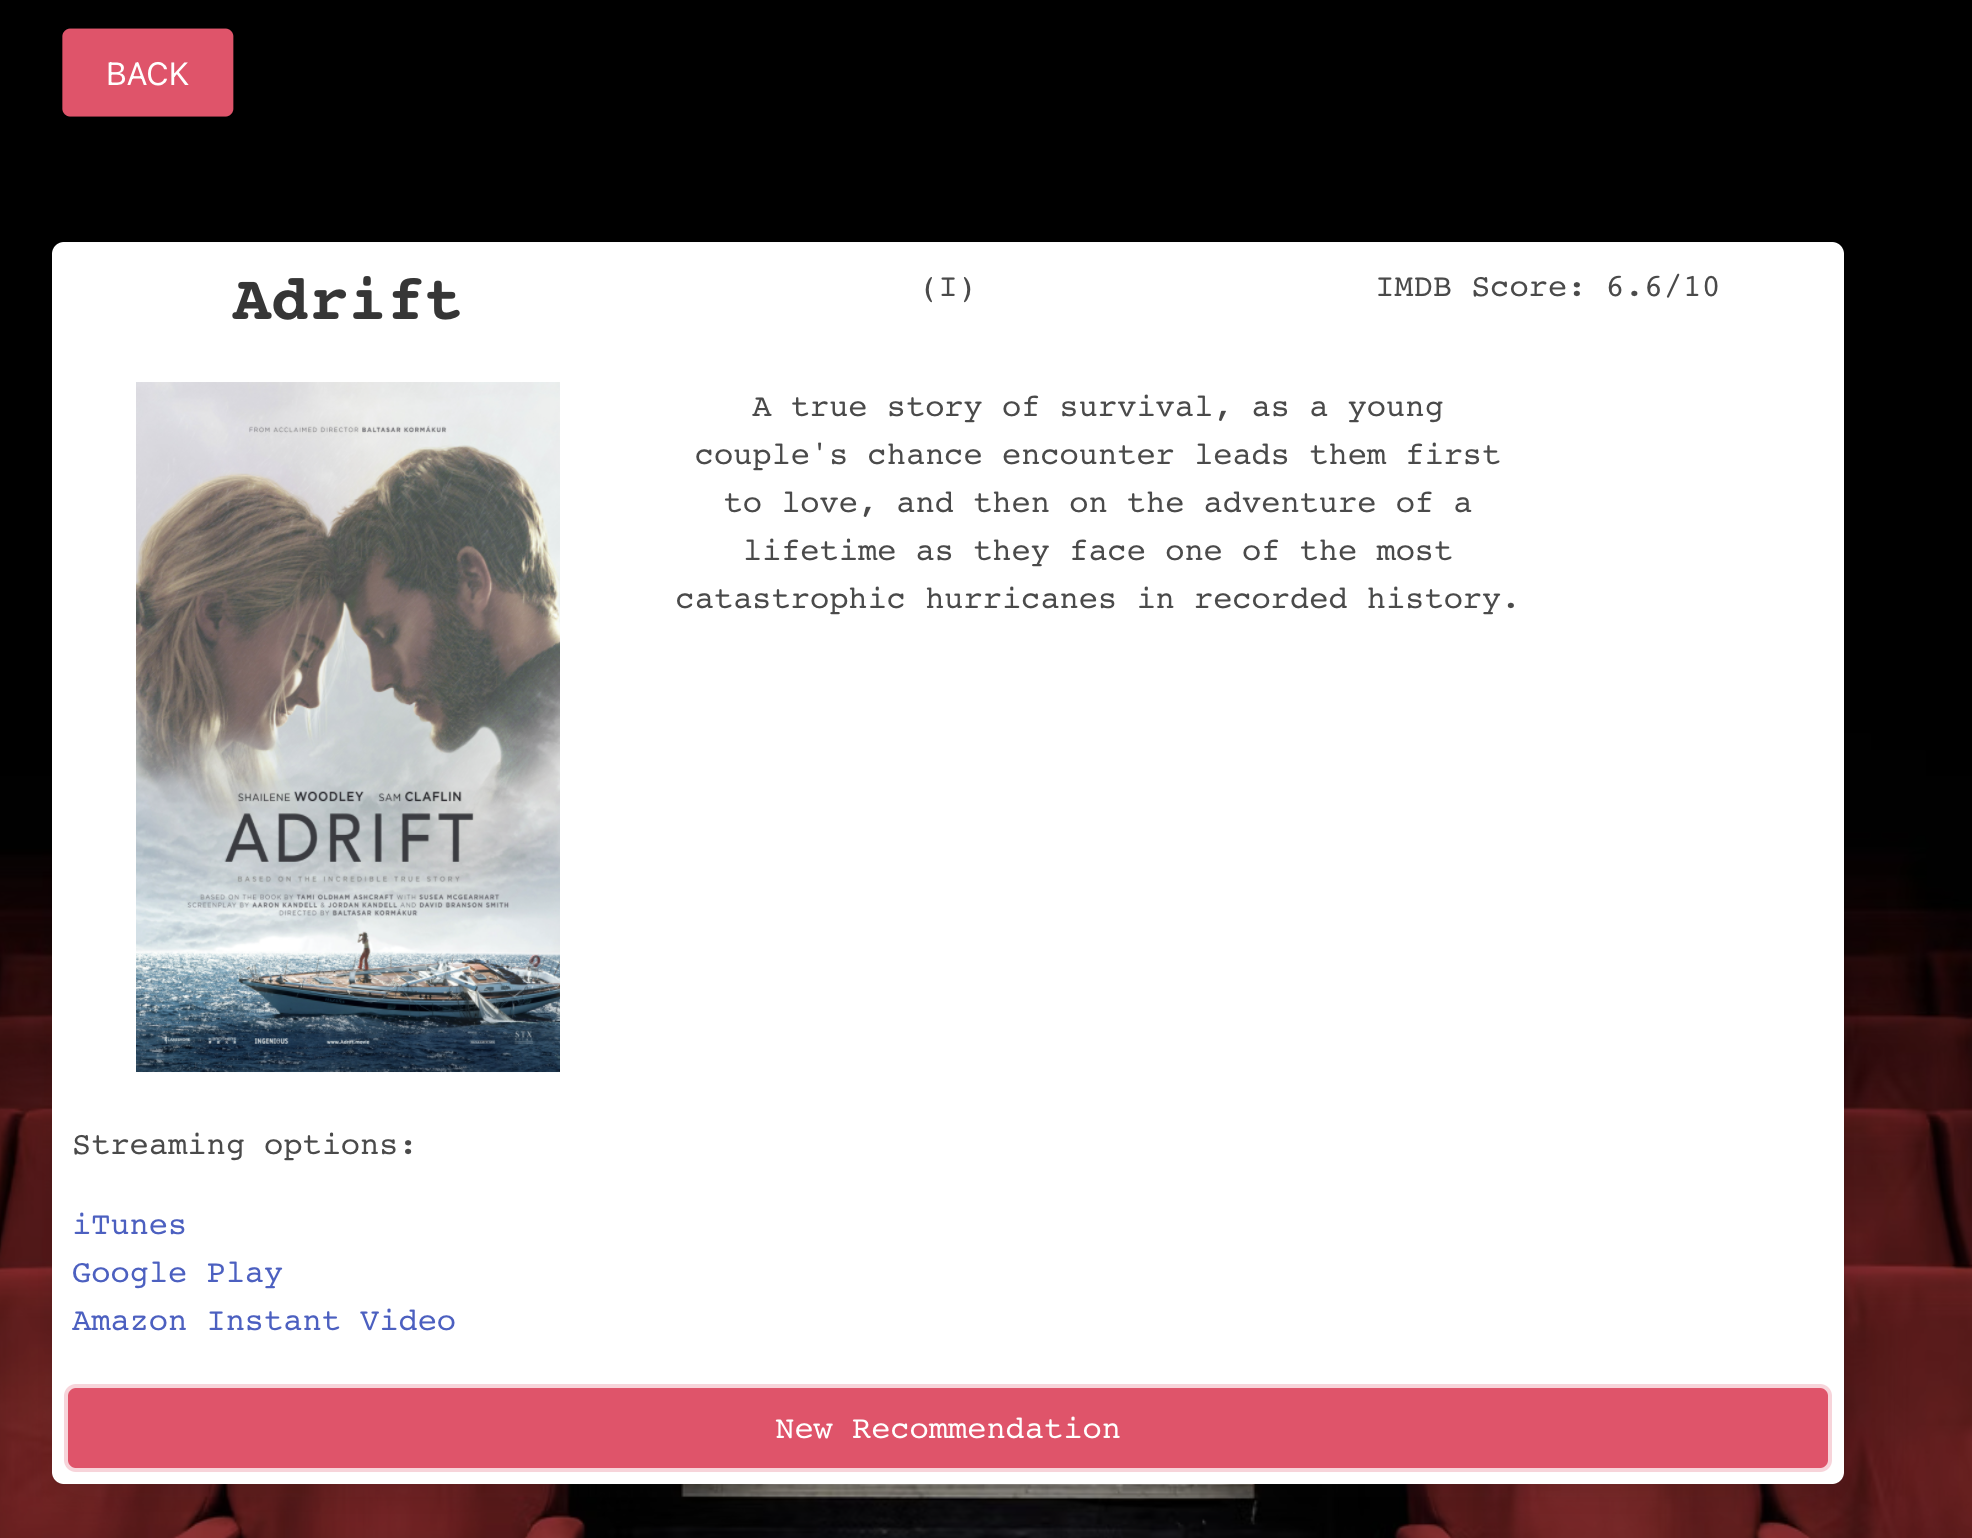 BACK
Adrift
(I)
IMDB Score: 6.6/10
FROM ACCLAIMED DIRECTOR BALTASAR KORMÁKUR
SHAILENE WOODLEY SAM CLAFLIN
ADRIFT
BASED ON THE INCREDIBLE TRUE STORY
BASED ON THE BOOK BY TAMI OLDHAM ASHCRAFT WITH SUSEA MCGEARHART
SCREENPLAY BY AARON KANDELL & JORDAN KANDELL AND DAVID BRANSON SMITH
DIRECTED BY BALTASAR KORMÁKUR
INGENIOUS
STX
A true story of survival, as a young
couple's chance encounter leads them first
to love, and then on the adventure of a
lifetime as they face one of the most
catastrophic hurricanes in recorded history.
Streaming options:
iTunes
Google Play
Amazon Instant Video
New Recommendation